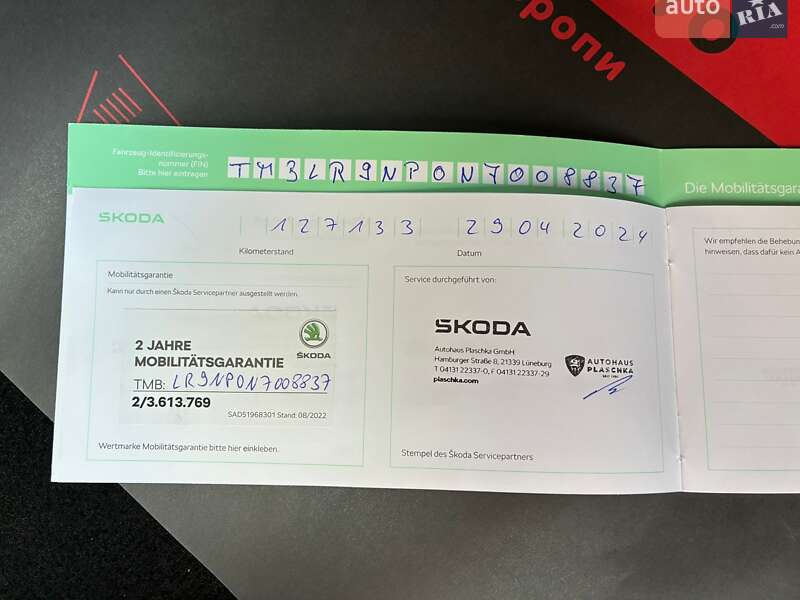 auto
RIA
.com
ропи
Fahrzeug-Identifizierungs-
nummer (FIN)
Bitte hier eintragen
TMBLR9NP0N7008837
Die Mobilitätsgara
ŠKODA
127133 29 04 2024
Kilometerstand Datum
Mobilitätsgarantie
Kann nur durch einen Škoda Servicepartner ausgestellt werden.
2 JAHRE
MOBILITÄTSGARANTIE
ŠKODA
TMB: LR9NP0N7008837
2/3.613.769
SAD51968301 Stand: 08/2022
Wertmarke Mobilitätsgarantie bitte hier einkleben.
Service durchgeführt von:
ŠKODA
Autohaus Plaschka GmbH
Hamburger Straße 8, 21339 Lüneburg
T 04131 22337-0, F 04131 22337-29
plaschka.com
AUTOHAUS
PLASCHKA
Stempel des Škoda Servicepartners
Wir empfehlen die Behebun
hinweisen, dass dafür kein A